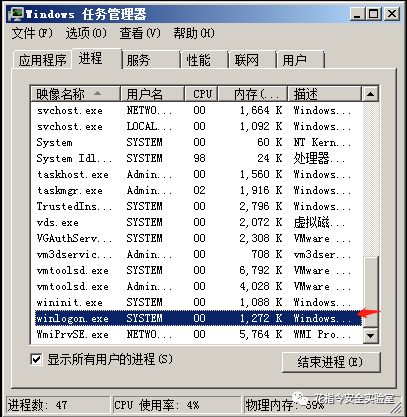 Windows 任务管理器
文件(F) 选项(O) 查看(V) 帮助(H)
应用程序 进程 服务 性能 联网 用户
映像名称 用户名 CPU 内存(... 描述
svchost.exe NETWO... 00 1,664 K Windows...
svchost.exe LOCAL... 00 1,092 K Windows...
System SYSTEM 00 60 K NT Kern...
System Idl... SYSTEM 98 24 K 处理器...
taskhost.exe Admin... 00 1,560 K Windows...
taskmgr.exe Admin... 02 1,916 K Windows...
TrustedIns... SYSTEM 00 2,796 K Windows...
vds.exe SYSTEM 00 2,072 K 虚拟磁...
VGAuthServ... SYSTEM 00 2,308 K VMware ...
vm3dservic... Admin... 00 708 K vm3dser...
vmtoolsd.exe SYSTEM 00 6,792 K VMware ...
vmtoolsd.exe Admin... 00 4,028 K VMware ...
wininit.exe SYSTEM 00 1,088 K Windows...
winlogon.exe SYSTEM 00 1,272 K Windows...
WmiPrvSE.exe NETWO... 00 5,764 K WMI Pro...
显示所有用户的进程(S) 结束进程(E)
花指令安全实验室
进程数: 47 CPU 使用率: 4% 物理内存: 89%